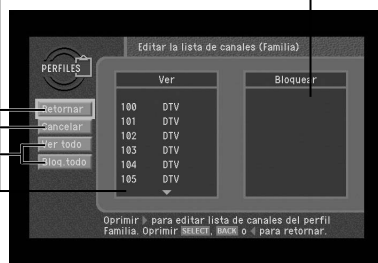 Editar la lista de canales (Familia)
PERFILES
Ver
Bloquear
Retornar
Cancelar
Ver todo
Bloq.todo
100 DTV
101 DTV
102 DTV
103 DTV
104 DTV
105 DTV
Oprimir para editar lista de canales del perfil
Familia. Oprimir SELECT, BACK o para retornar.